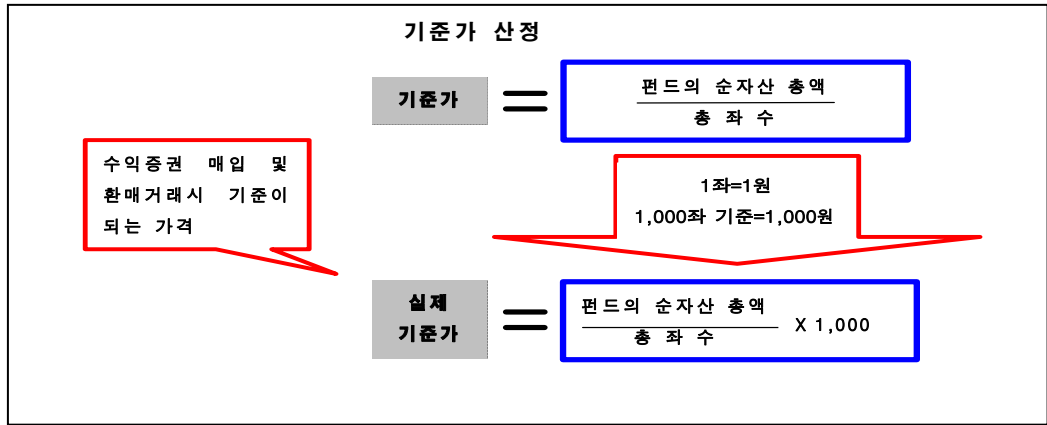 기준가 산정
기준가
펀드의 순자산 총액
총 좌 수
수익증권 매입 및
환매거래시 기준이
되는 가격
1좌=1원
1,000좌 기준=1,000원
실제
기준가
펀드의 순자산 총액
총 좌 수
X 1,000